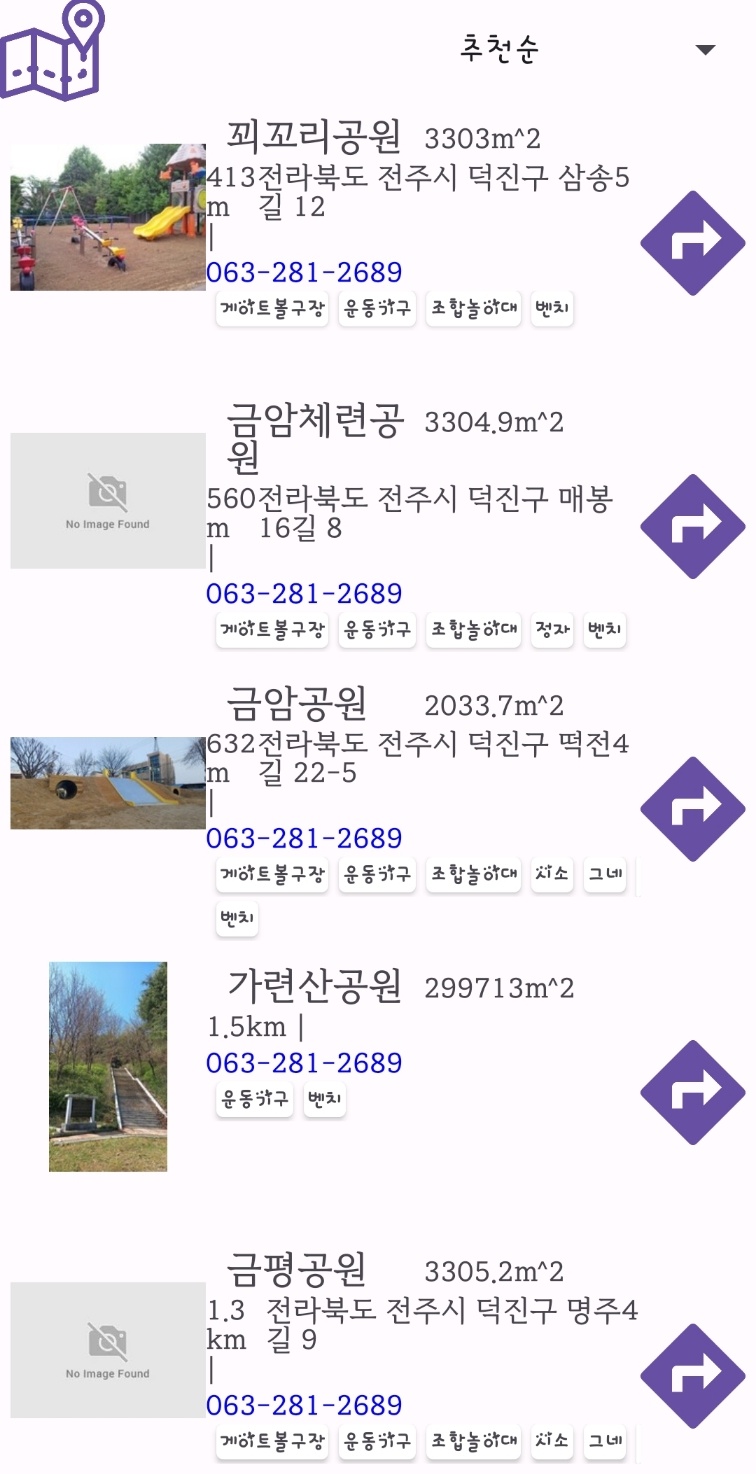 추천순
꾀꼬리공원 3303m^2
413 전라북도 전주시 덕진구 삼송5
m 길 12
|
063-281-2689
게이트볼구장 운동기구 조합놀이대 벤치
금암체련공 3304.9m^2
원
560 전라북도 전주시 덕진구 매봉
m 16길 8
No Image Found
|
063-281-2689
게이트볼구장 운동기구 조합놀이대 정자 벤치
금암공원 2033.7m^2
632 전라북도 전주시 덕진구 떡전4
m 길 22-5
|
063-281-2689
게이트볼구장 운동기구 조합놀이대 시소 그네
벤치
가련산공원 299713m^2
1.5km |
063-281-2689
운동기구 벤치
금평공원 3305.2m^2
1.3 전라북도 전주시 덕진구 명주4
km 길 9
|
No Image Found
063-281-2689
게이트볼구장 운동기구 조합놀이대 시소 그네